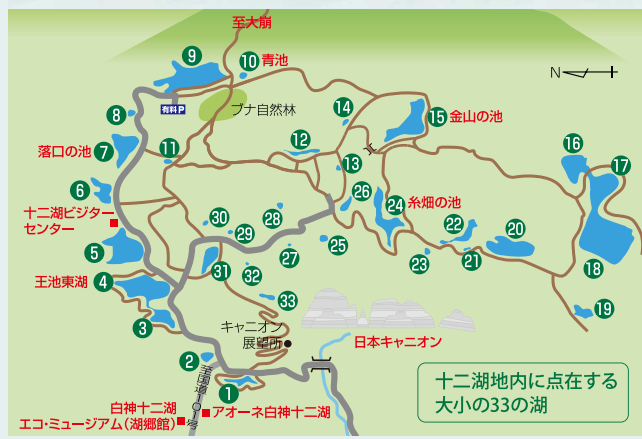 至大崩
9
10 青池
N
有料P
ブナ自然林
8
14
15 金山の池
落口の池 7
11
12
16
17
13
6
26
24 糸畑の池
十二湖ビジター
センター
30
29
28
22
20
5
25
23
21
18
31
32
27
王池東湖 4
33
19
3
キャニオン
展望所
日本キャニオン
2
至国道101号
1
白神十二湖
エコ・ミュージアム(湖郷館)
アオーネ白神十二湖
十二湖地内に点在する
大小の33の湖